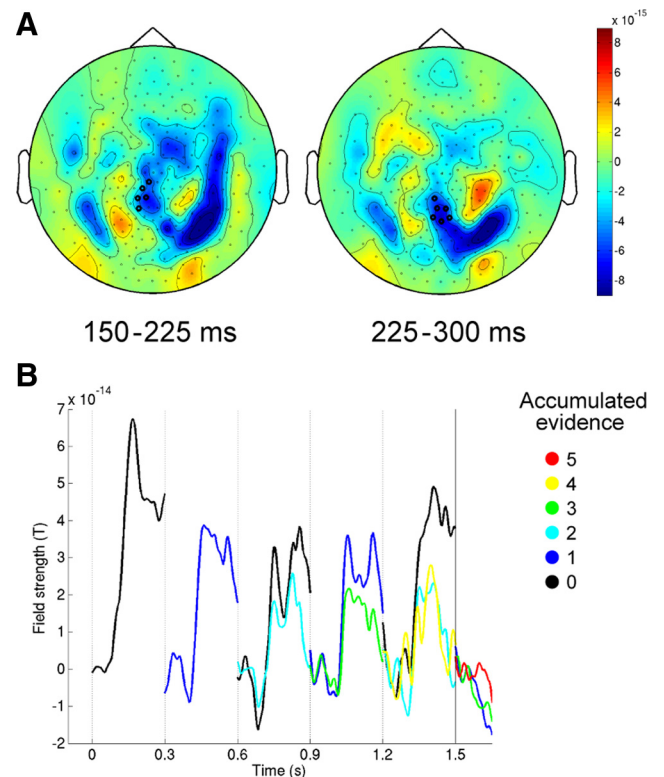 A
x 10⁻¹⁵
8
6
4
2
0
-2
-4
-6
-8
150-225 ms
225-300 ms
B
x 10⁻¹⁴
7
6
5
4
3
2
1
0
-1
-2
Field strength (T)
0 0.3 0.6 0.9 1.2 1.5
Time (s)
Accumulated
evidence
5
4
3
2
1
0